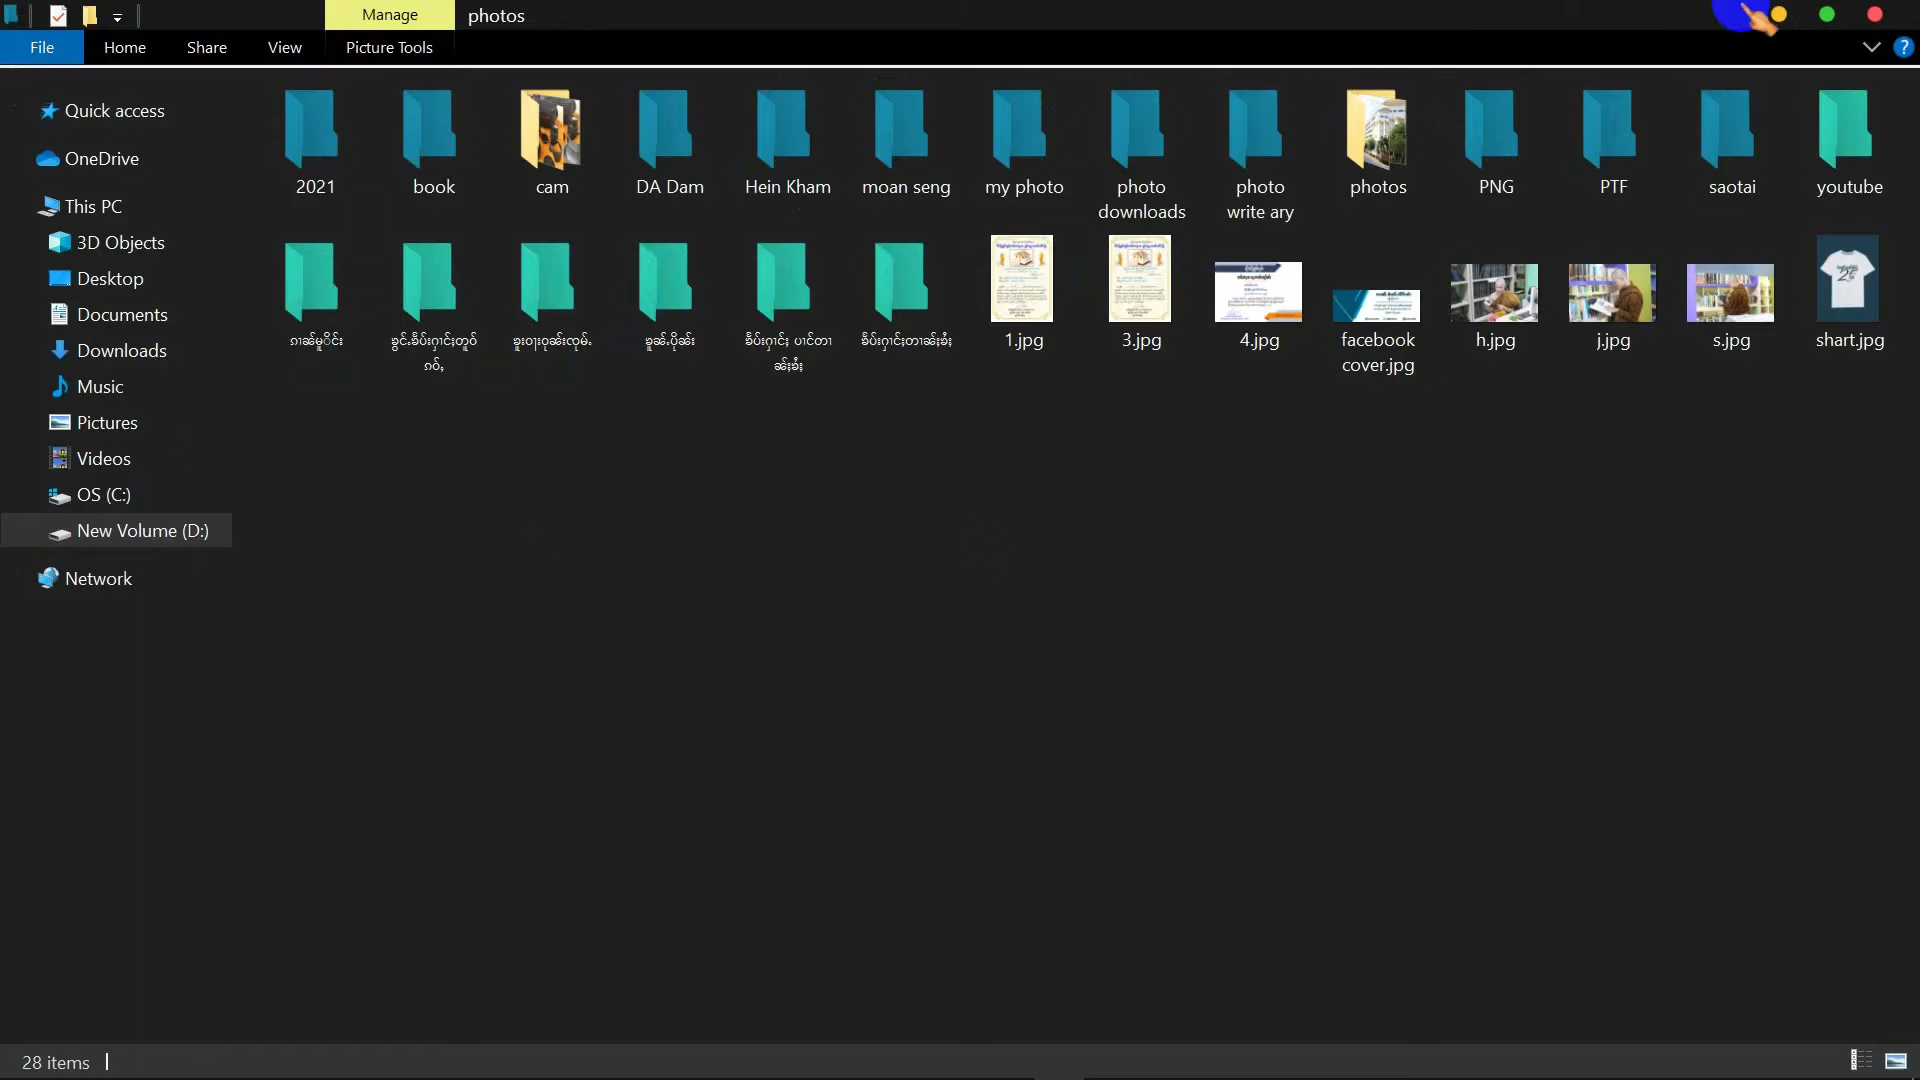 Manage
photos
File
Home
Share
View
Picture Tools
Quick access
OneDrive
This PC
3D Objects
Desktop
Documents
Downloads
Music
Pictures
Videos
OS (C:)
New Volume (D:)
Network
2021
book
cam
DA Dam
Hein Kham
moan seng
my photo
photo
downloads
photo
write ary
photos
PNG
PTF
saotai
youtube
1.jpg
3.jpg
4.jpg
facebook
cover.jpg
h.jpg
j.jpg
s.jpg
shart.jpg
28 items